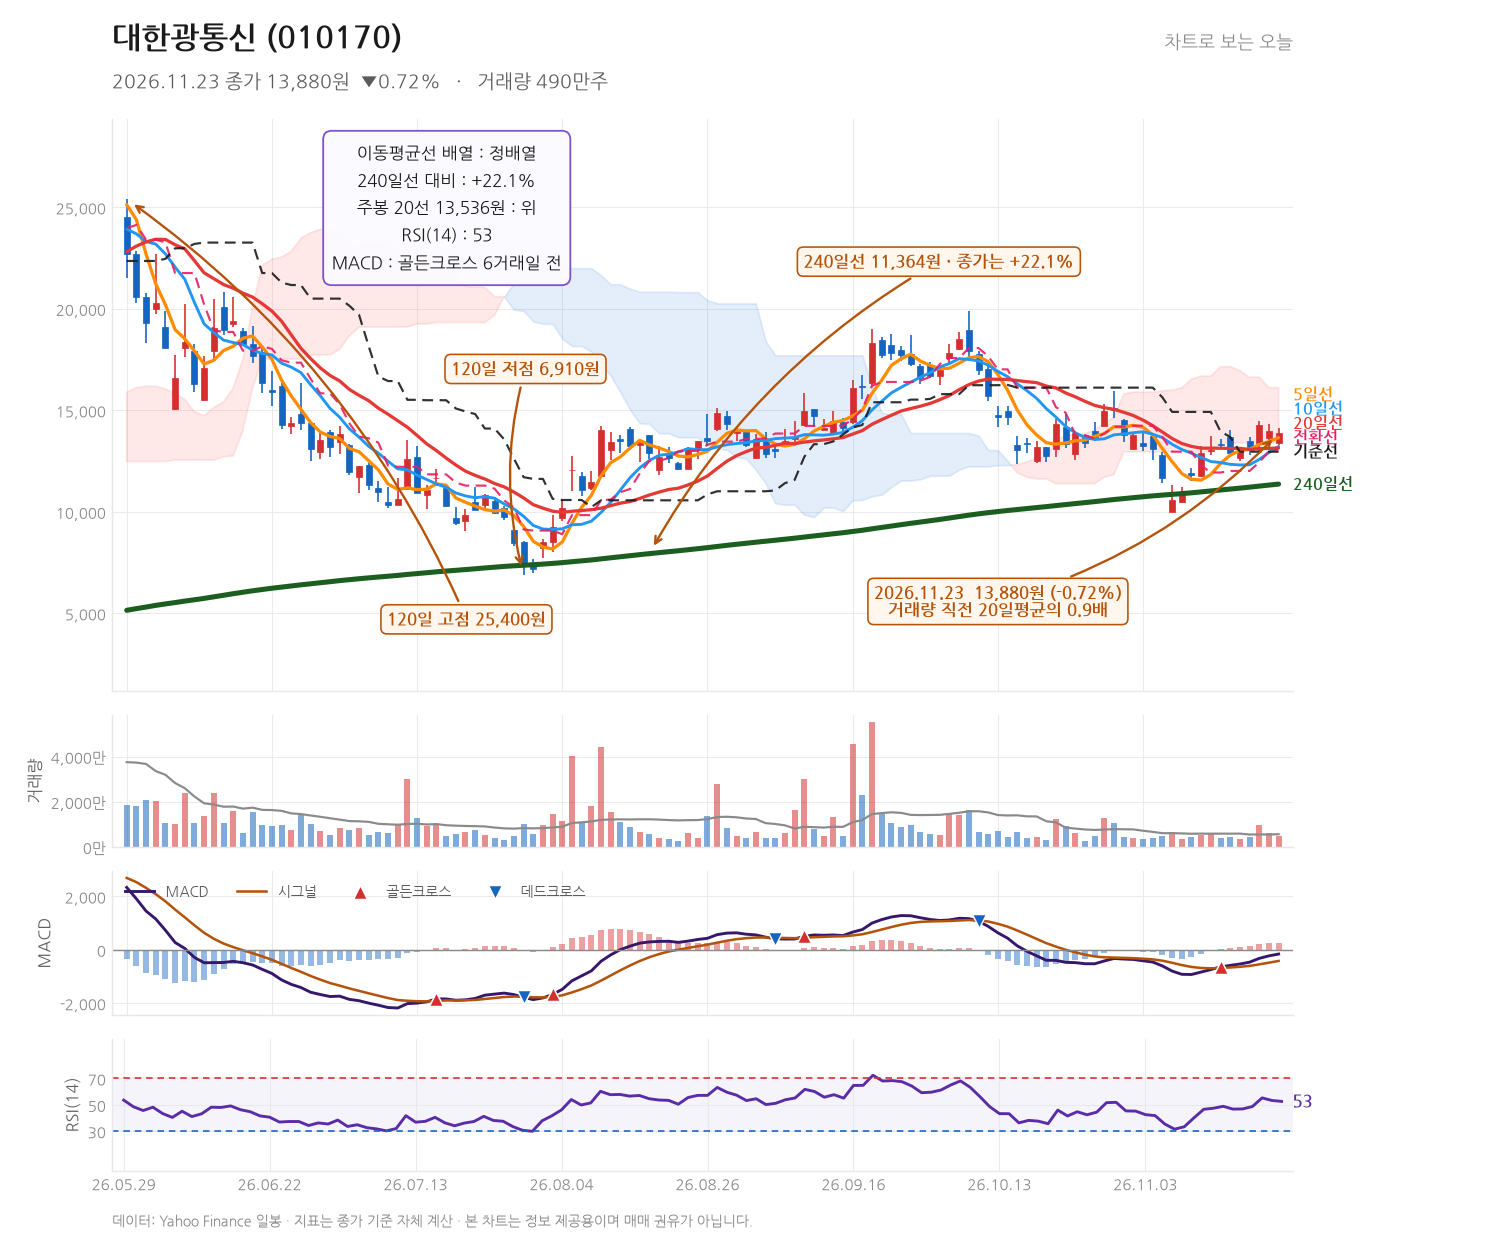 대한광통신 (010170)
차트로 보는 오늘
2026.11.23 종가 13,880원 ▼0.72% · 거래량 490만주
이동평균선 배열 : 정배열
240일선 대비 : +22.1%
주봉 20선 13,536원 : 위
RSI(14) : 53
MACD : 골든크로스 6거래일 전
240일선 11,364원 · 종가는 +22.1%
120일 저점 6,910원
120일 고점 25,400원
2026.11.23 13,880원 (-0.72%)
거래량 직전 20일평균의 0.9배
25,000
20,000
15,000
10,000
5,000
5일선
10일선
20일선
전환선
기준선
240일선
거래량
4,000만
2,000만
0만
MACD
2,000
0
-2,000
MACD
시그널
골든크로스
데드크로스
RSI(14)
70
50
30
53
26.05.29
26.06.22
26.07.13
26.08.04
26.08.26
26.09.16
26.10.13
26.11.03
데이터: Yahoo Finance 일봉 · 지표는 종가 기준 자체 계산 · 본 차트는 정보 제공용이며 매매 권유가 아닙니다.